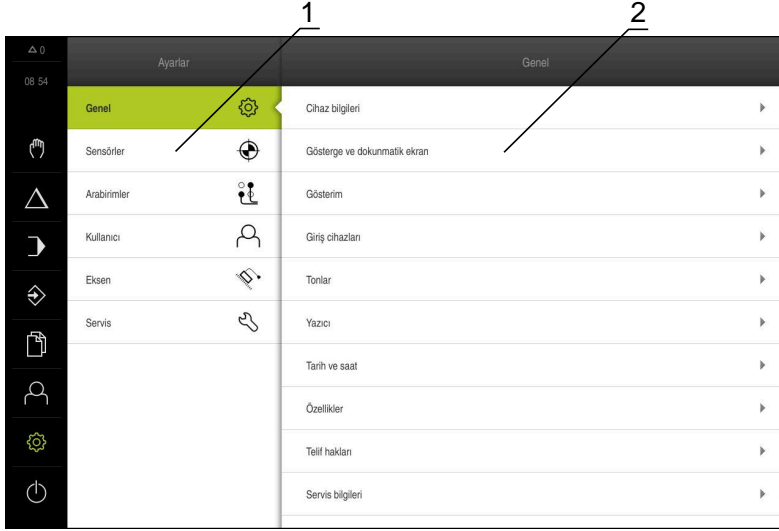 1
2
0
08 54
Ayarlar
Genel
Genel
Sensörler
Arabirimler
Kullanıcı
Eksen
Servis
Cihaz bilgileri
Gösterge ve dokunmatik ekran
Gösterim
Giriş cihazları
Tonlar
Yazıcı
Tarih ve saat
Özellikler
Telif hakları
Servis bilgileri